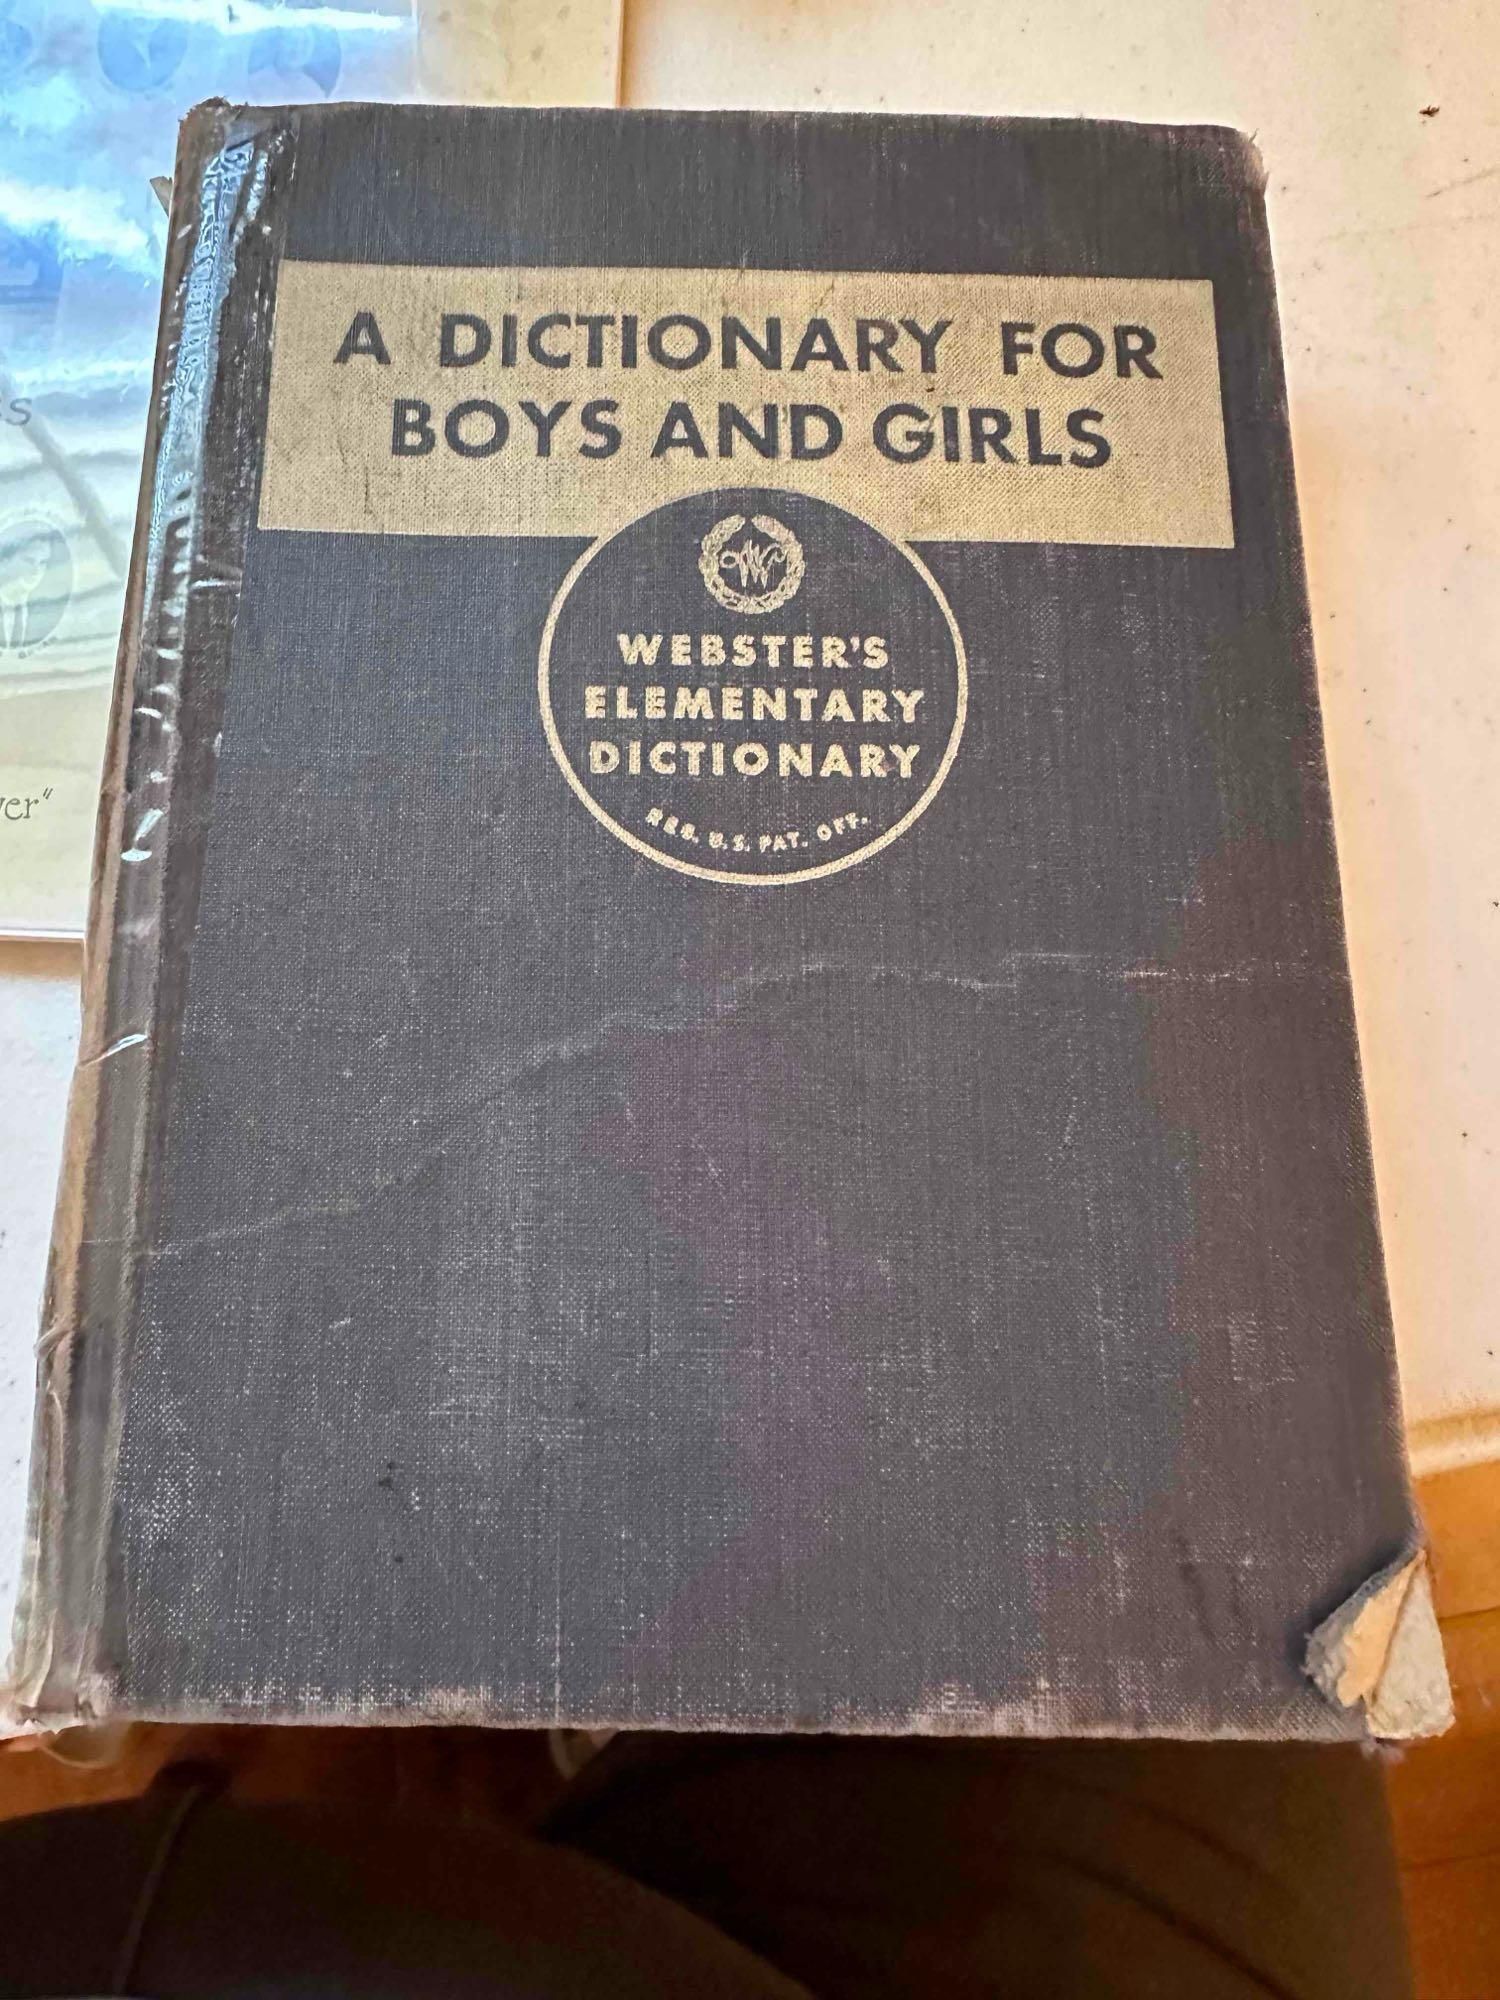 A DICTIONARY FOR
BOYS AND GIRLS
W
WEBSTER'S
ELEMENTARY
DICTIONARY
REG. U.S. PAT. OFF.